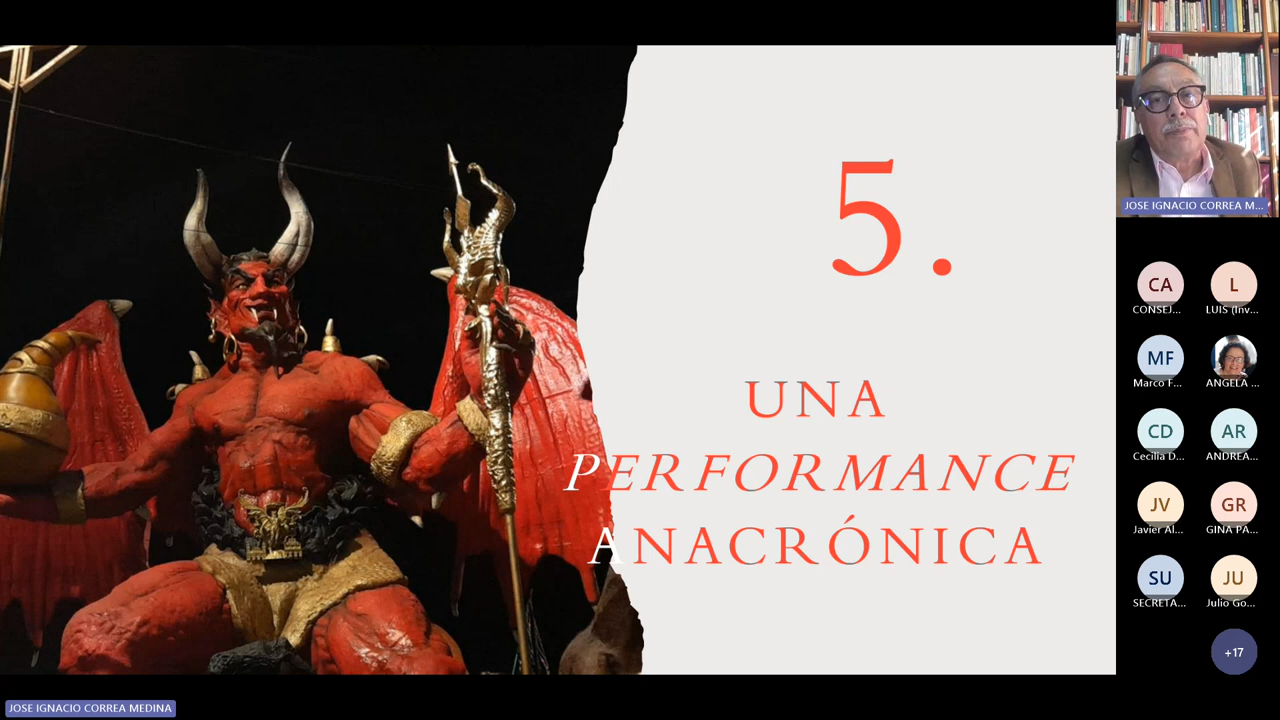 5.
UNA
PERFORMANCE
ANACRÓNICA
JOSE IGNACIO CORREA M...
CA
CONSEJ...
L
LUIS (Inv...
MF
Marco F...
ANGELA ...
CD
Cecilia D...
AR
ANDREA...
JV
Javier Al...
GR
GINA PA...
SU
SECRETA...
JU
Julio Go...
+17
JOSE IGNACIO CORREA MEDINA